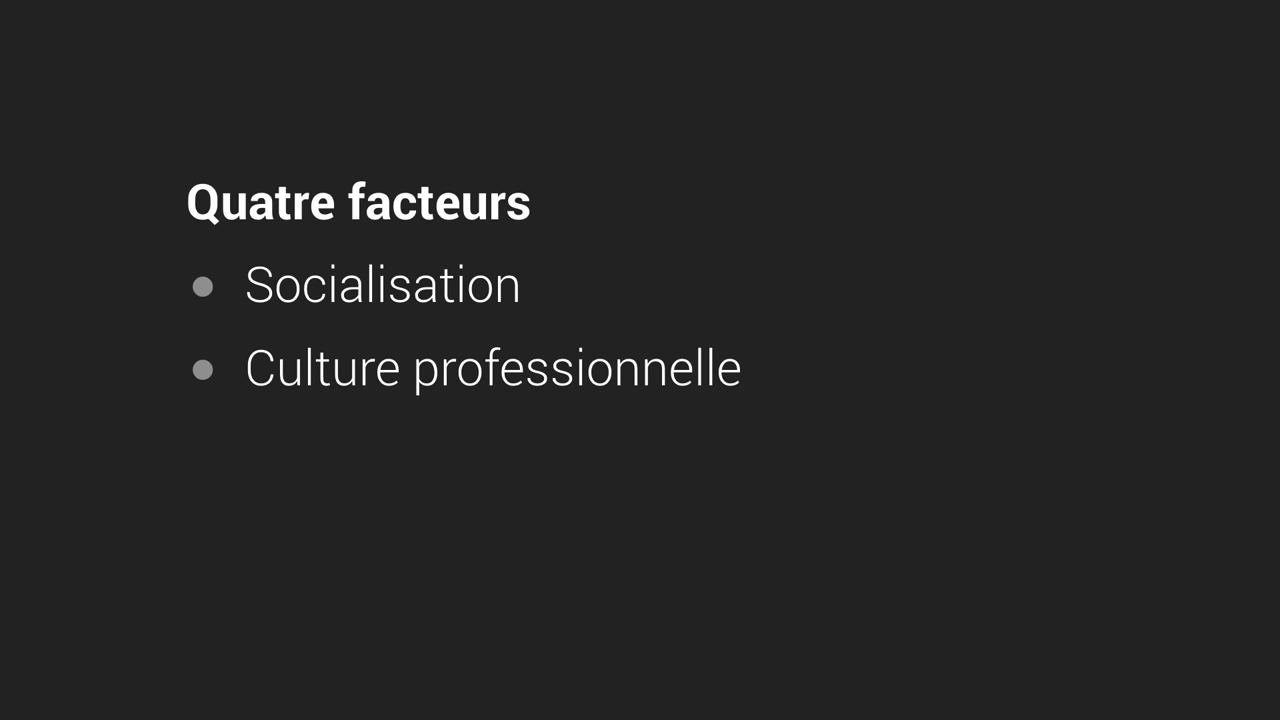 Quatre facteurs
● Socialisation
● Culture professionnelle